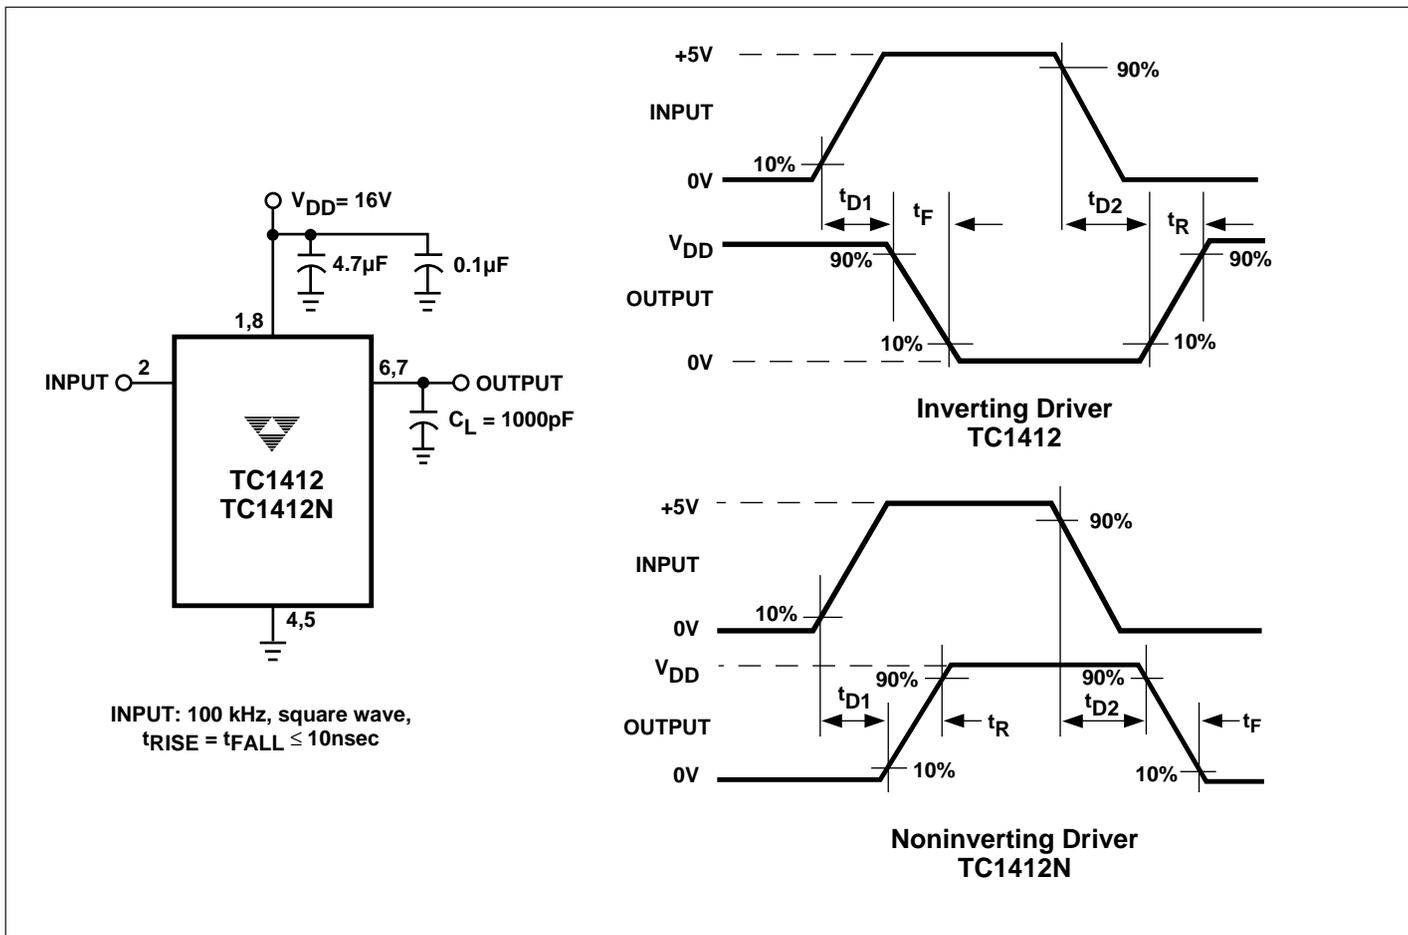 VDD= 16V
4.7µF
0.1µF
1,8
INPUT
2
6,7
OUTPUT
CL = 1000pF
TC1412
TC1412N
4,5
INPUT: 100 kHz, square wave,
tRISE = tFALL ≤ 10nsec
+5V
90%
INPUT
10%
0V
tD1
tF
tD2
tR
VDD
90%
90%
OUTPUT
10%
10%
0V
Inverting Driver
TC1412
+5V
90%
INPUT
10%
0V
VDD
90%
90%
tD1
tR
tD2
tF
OUTPUT
0V
10%
10%
Noninverting Driver
TC1412N